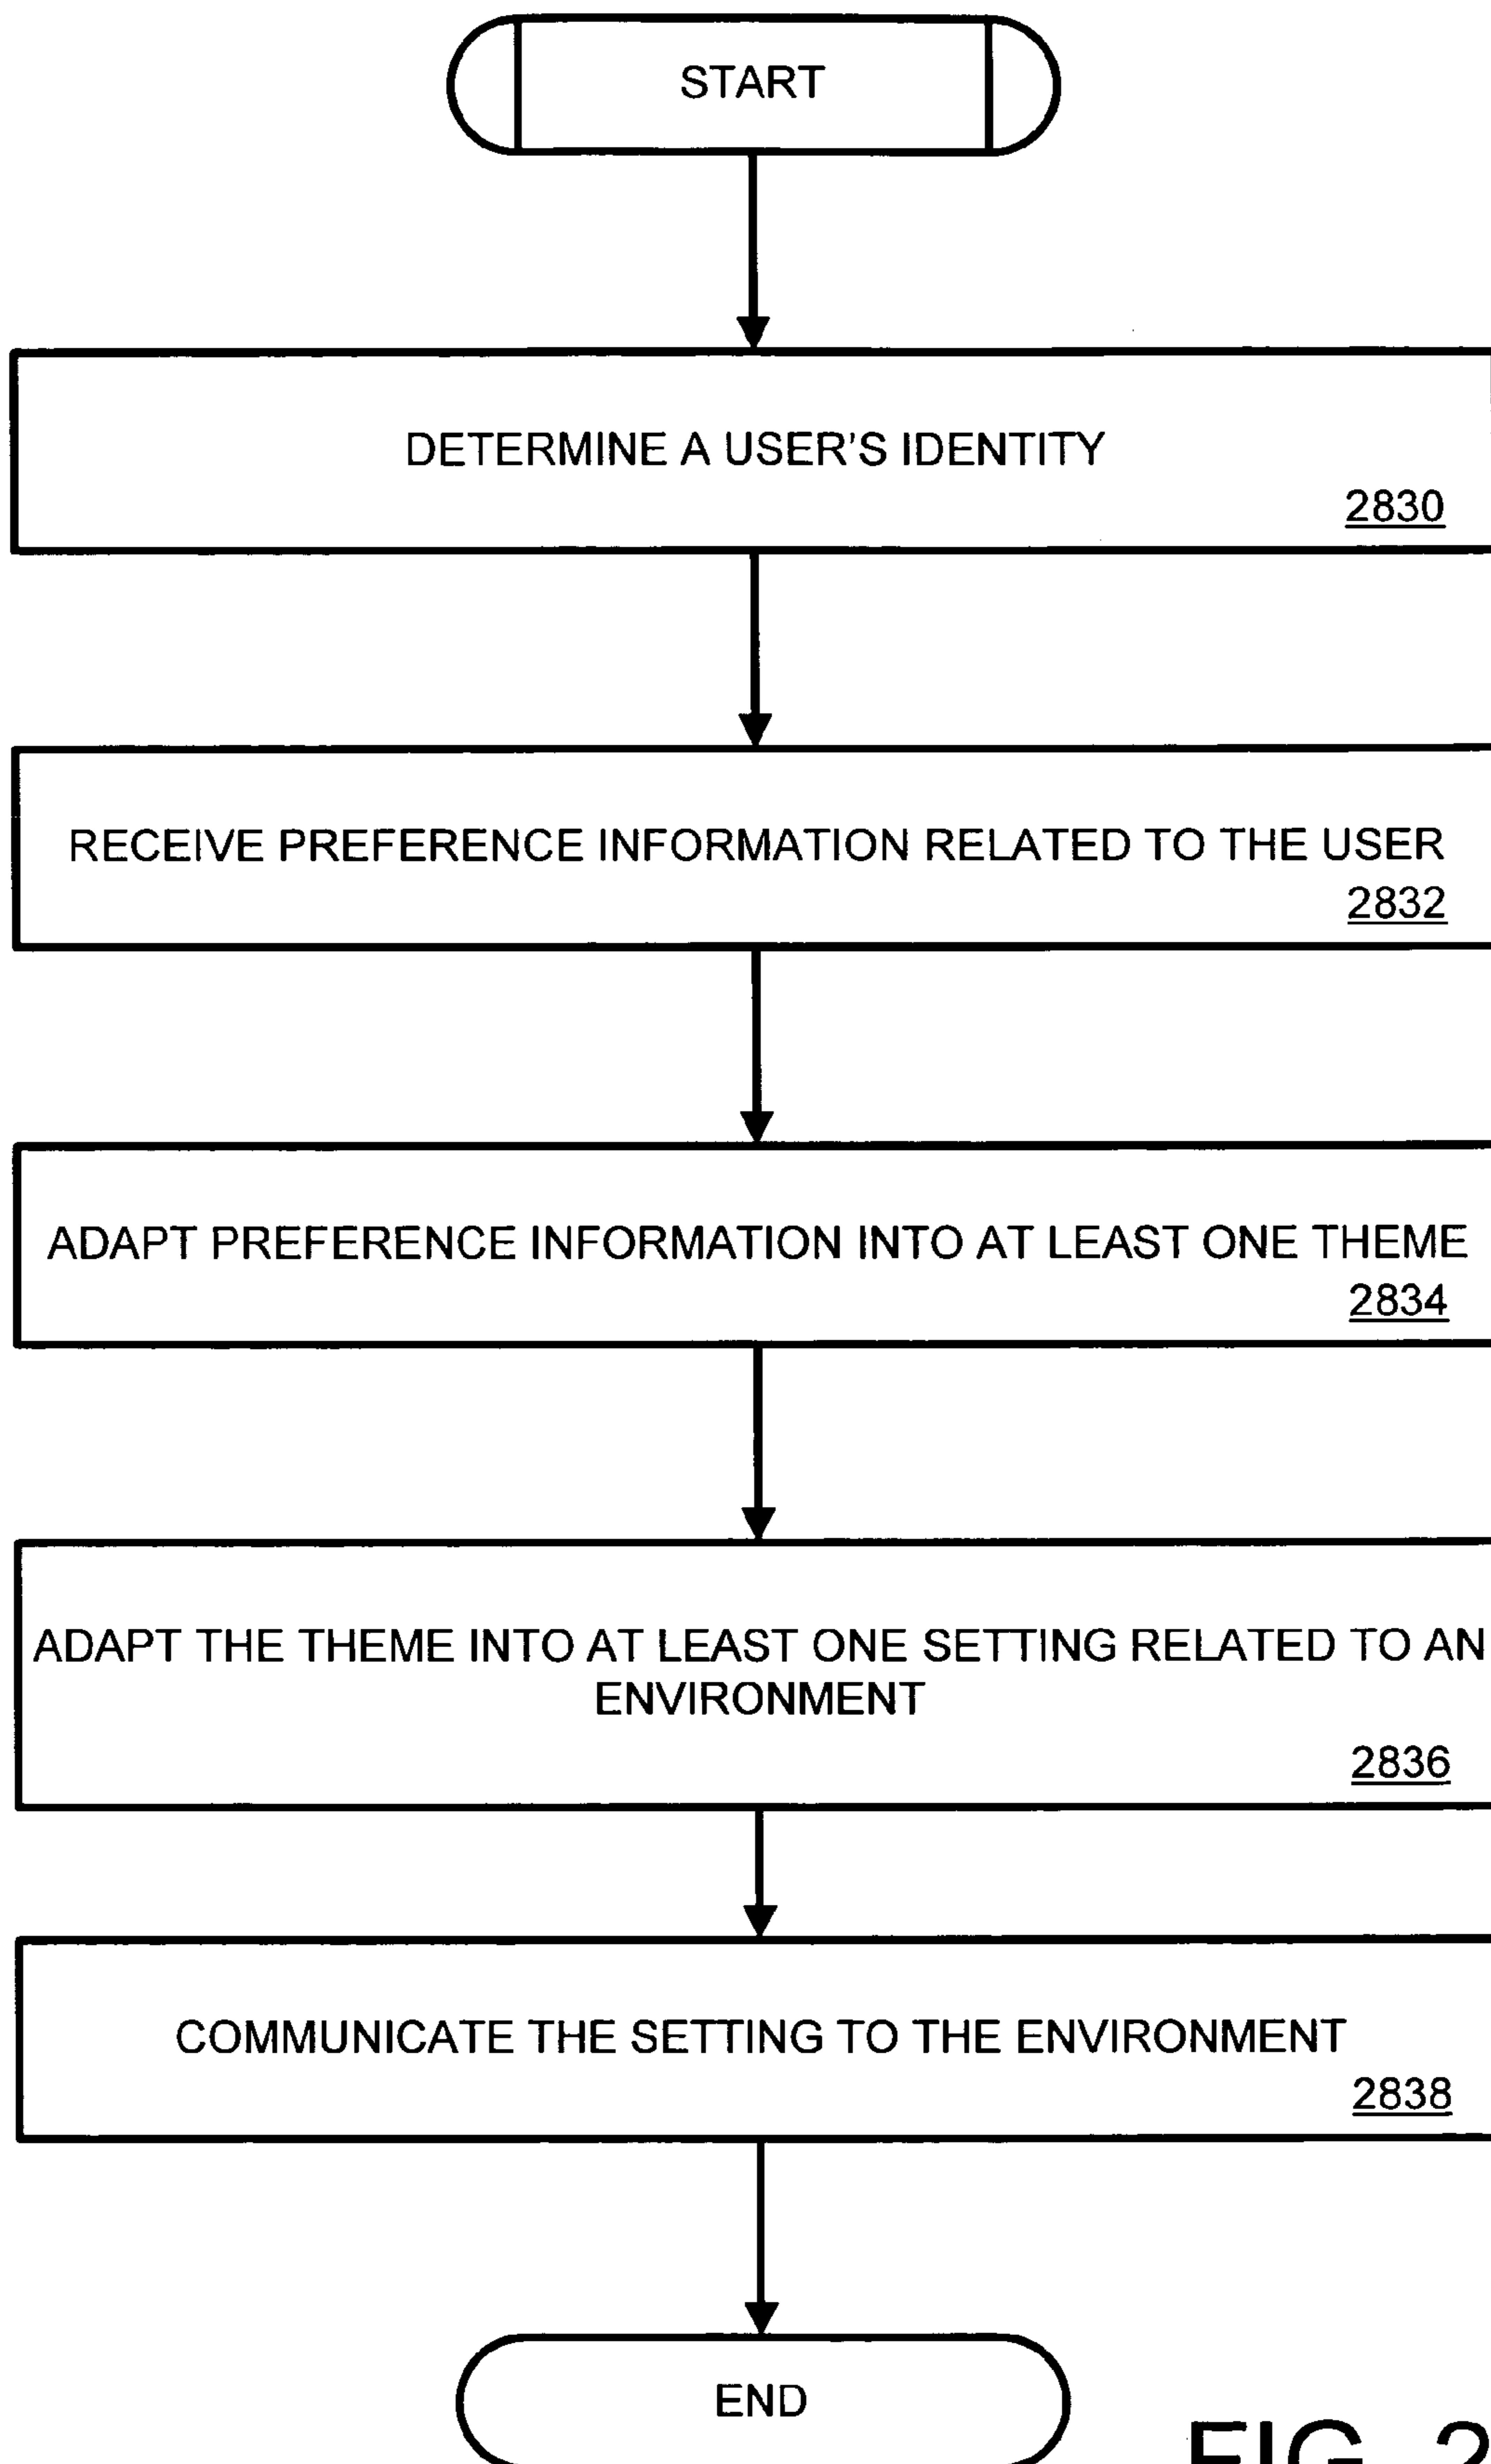 START
DETERMINE A USER'S IDENTITY
2830
RECEIVE PREFERENCE INFORMATION RELATED TO THE USER
2832
ADAPT PREFERENCE INFORMATION INTO AT LEAST ONE THEME
2834
ADAPT THE THEME INTO AT LEAST ONE SETTING RELATED TO AN
ENVIRONMENT
2836
COMMUNICATE THE SETTING TO THE ENVIRONMENT
2838
END
FIG. 2